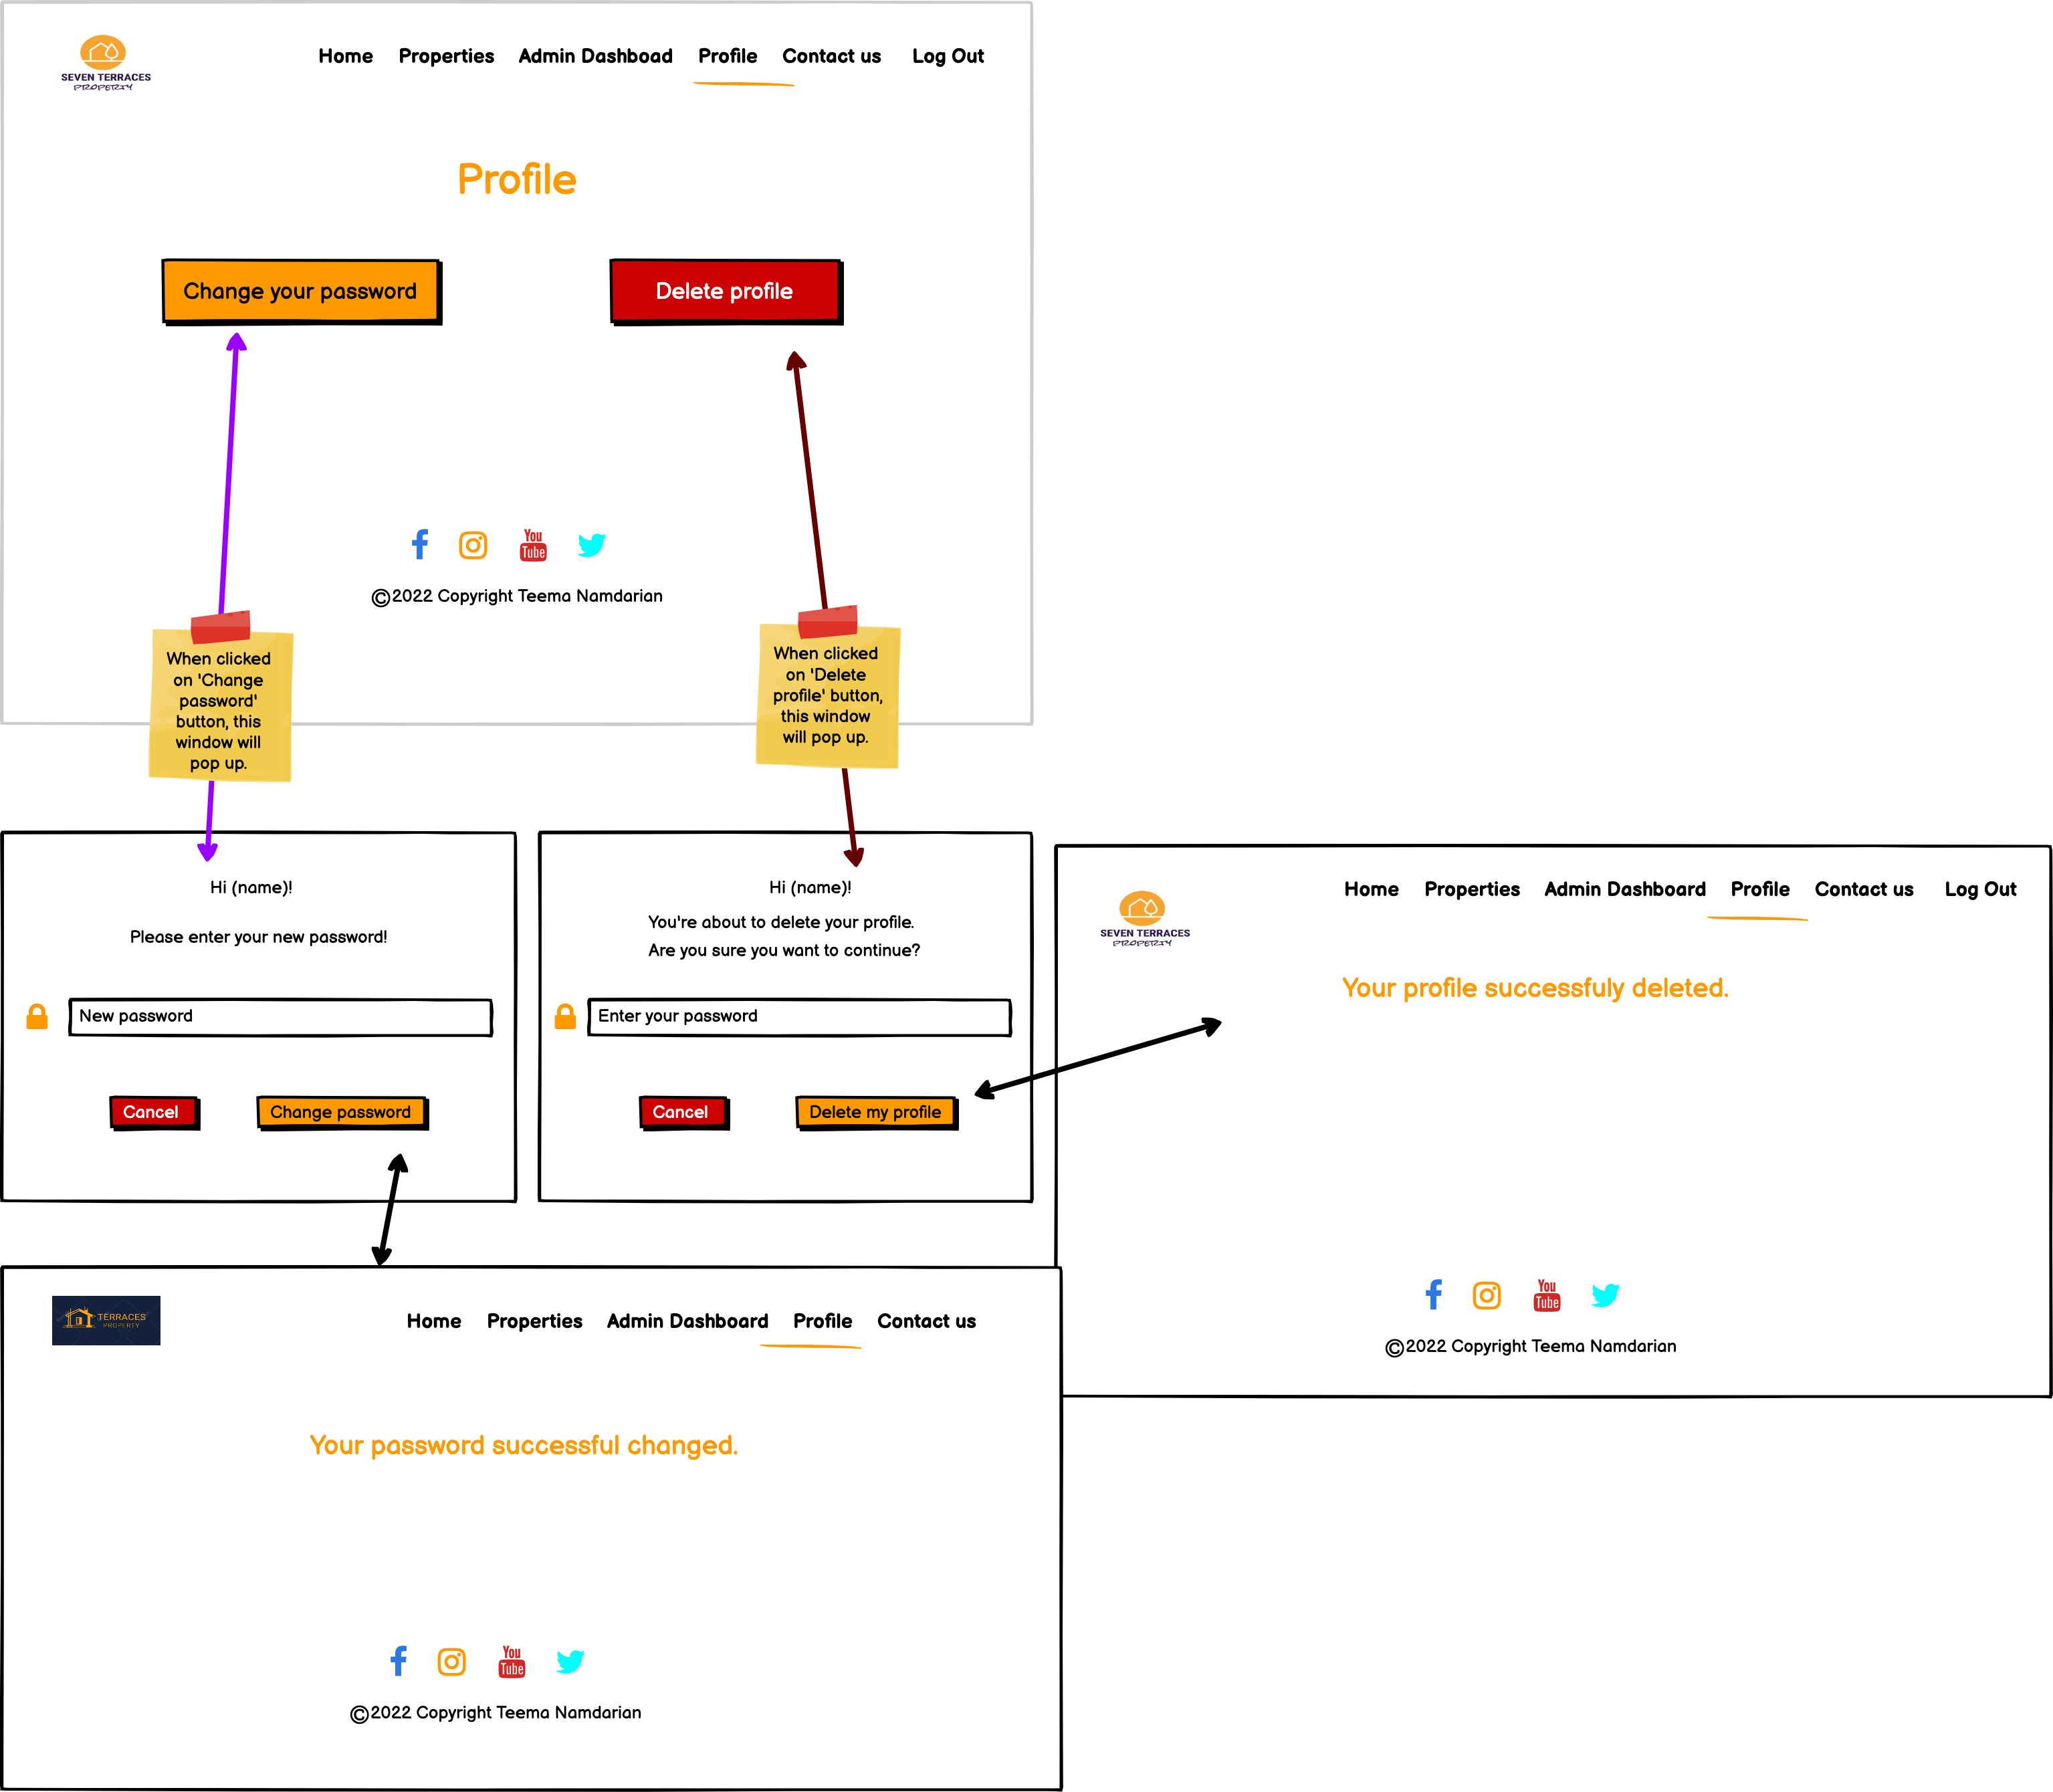 SEVEN TERRACES
PROPERTY
Home Properties Admin Dashboad Profile Contact us Log Out
Profile
Change your password
Delete profile
You
Tube
©2022 Copyright Teema Namdarian
When clicked
on 'Change
password'
button, this
window will
pop up.
When clicked
on 'Delete
profile' button,
this window
will pop up.
Hi (name)!
Please enter your new password!
New password
Cancel
Change password
Hi (name)!
You're about to delete your profile.
Are you sure you want to continue?
Enter your password
Cancel
Delete my profile
SEVEN TERRACES
PROPERTY
Home Properties Admin Dashboard Profile Contact us Log Out
Your profile successfuly deleted.
You
Tube
©2022 Copyright Teema Namdarian
TERRACES
PROPERTY
Home Properties Admin Dashboard Profile Contact us
Your password successful changed.
You
Tube
©2022 Copyright Teema Namdarian